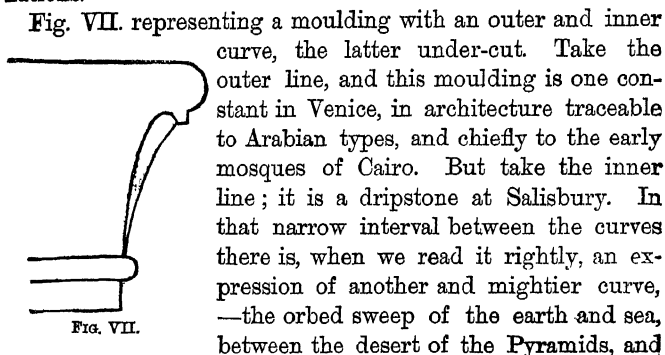 Fig. VII. representing a moulding with an outer and inner
curve, the latter under-cut. Take the
outer line, and this moulding is one con-
stant in Venice, in architecture traceable
to Arabian types, and chiefly to the early
mosques of Cairo. But take the inner
line; it is a dripstone at Salisbury. In
that narrow interval between the curves
there is, when we read it rightly, an ex-
pression of another and mightier curve,
—the orbed sweep of the earth and sea,
between the desert of the Pyramids, and
FIG. VII.